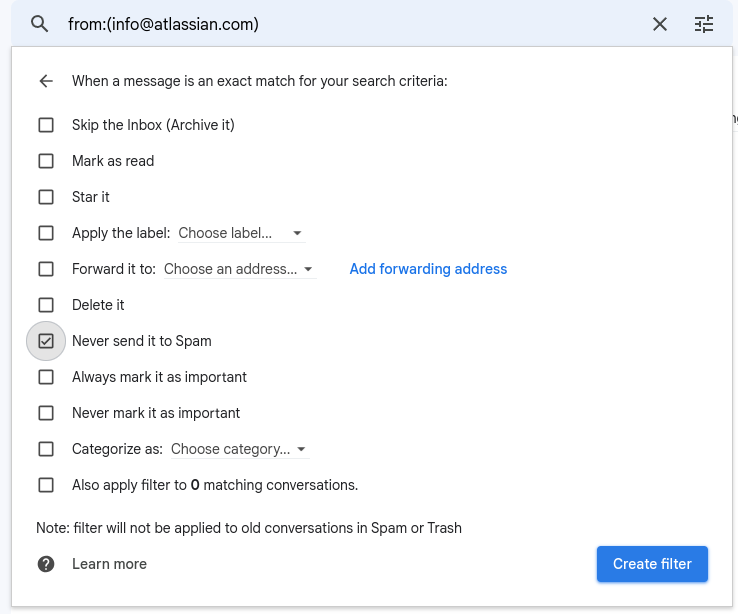 from:(info@atlassian.com)
When a message is an exact match for your search criteria:
Skip the Inbox (Archive it)
Mark as read
Star it
Apply the label: Choose label...
Forward it to: Choose an address... Add forwarding address
Delete it
Never send it to Spam
Always mark it as important
Never mark it as important
Categorize as: Choose category...
Also apply filter to 0 matching conversations.
Note: filter will not be applied to old conversations in Spam or Trash
Learn more
Create filter